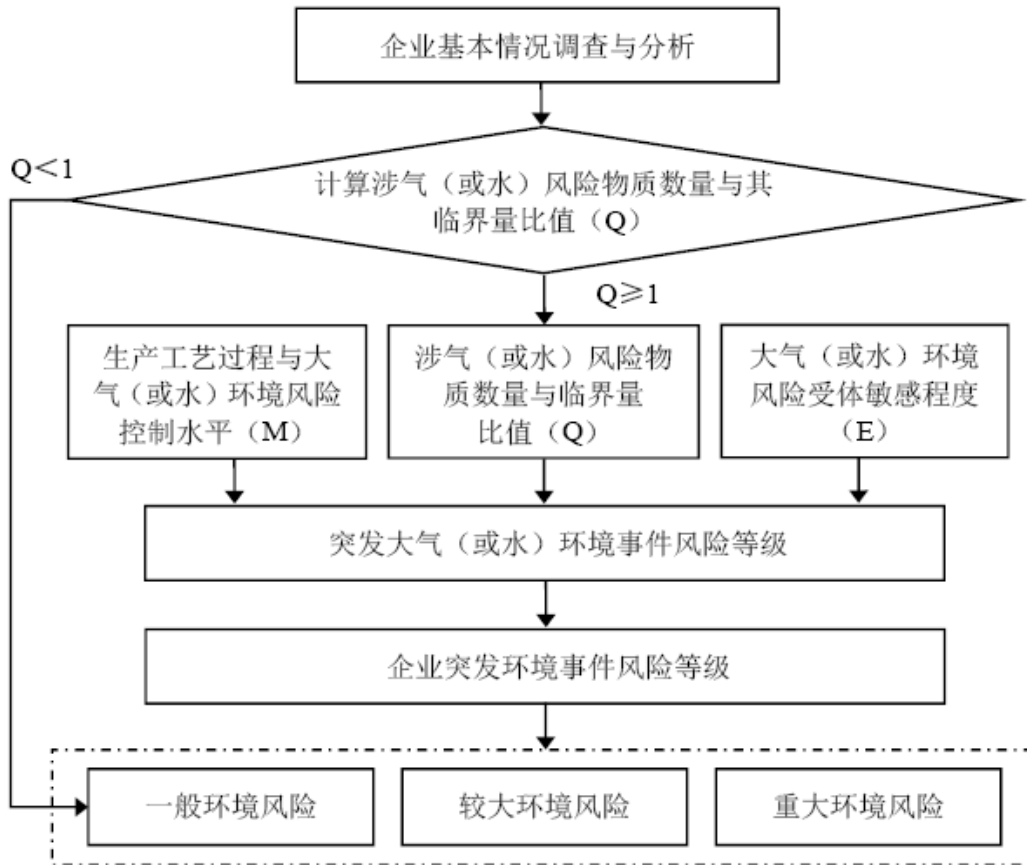 企业基本情况调查与分析
Q＜1
计算涉气（或水）风险物质数量与其
临界量比值（Q）
Q≥1
生产工艺过程与大
气（或水）环境风险
控制水平（M）
涉气（或水）风险物
质数量与临界量
比值（Q）
大气（或水）环境
风险受体敏感程度
（E）
突发大气（或水）环境事件风险等级
企业突发环境事件风险等级
一般环境风险
较大环境风险
重大环境风险